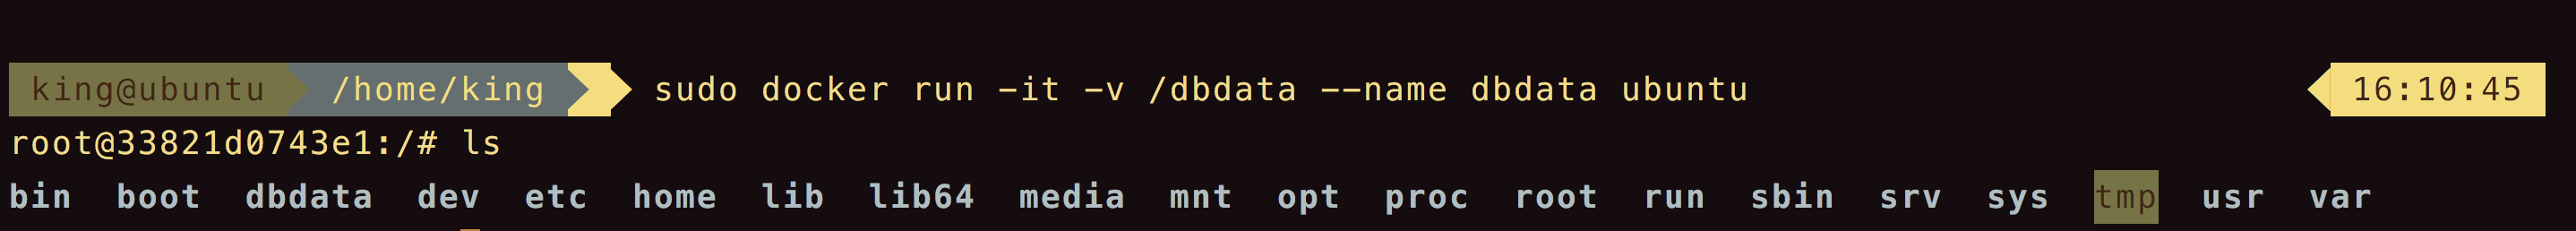 king@ubuntu /home/king sudo docker run -it -v /dbdata --name dbdata ubuntu 16:10:45
root@33821d0743e1:/# ls
bin boot dbdata dev etc home lib lib64 media mnt opt proc root run sbin srv sys tmp usr var